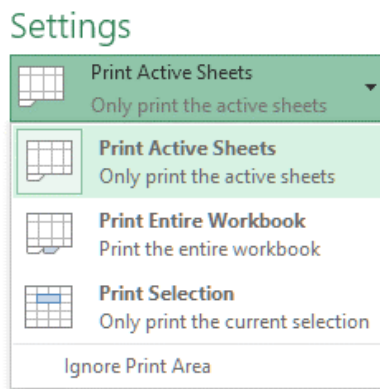 Settings
Print Active Sheets
Only print the active sheets
Print Active Sheets
Only print the active sheets
Print Entire Workbook
Print the entire workbook
Print Selection
Only print the current selection
Ignore Print Area